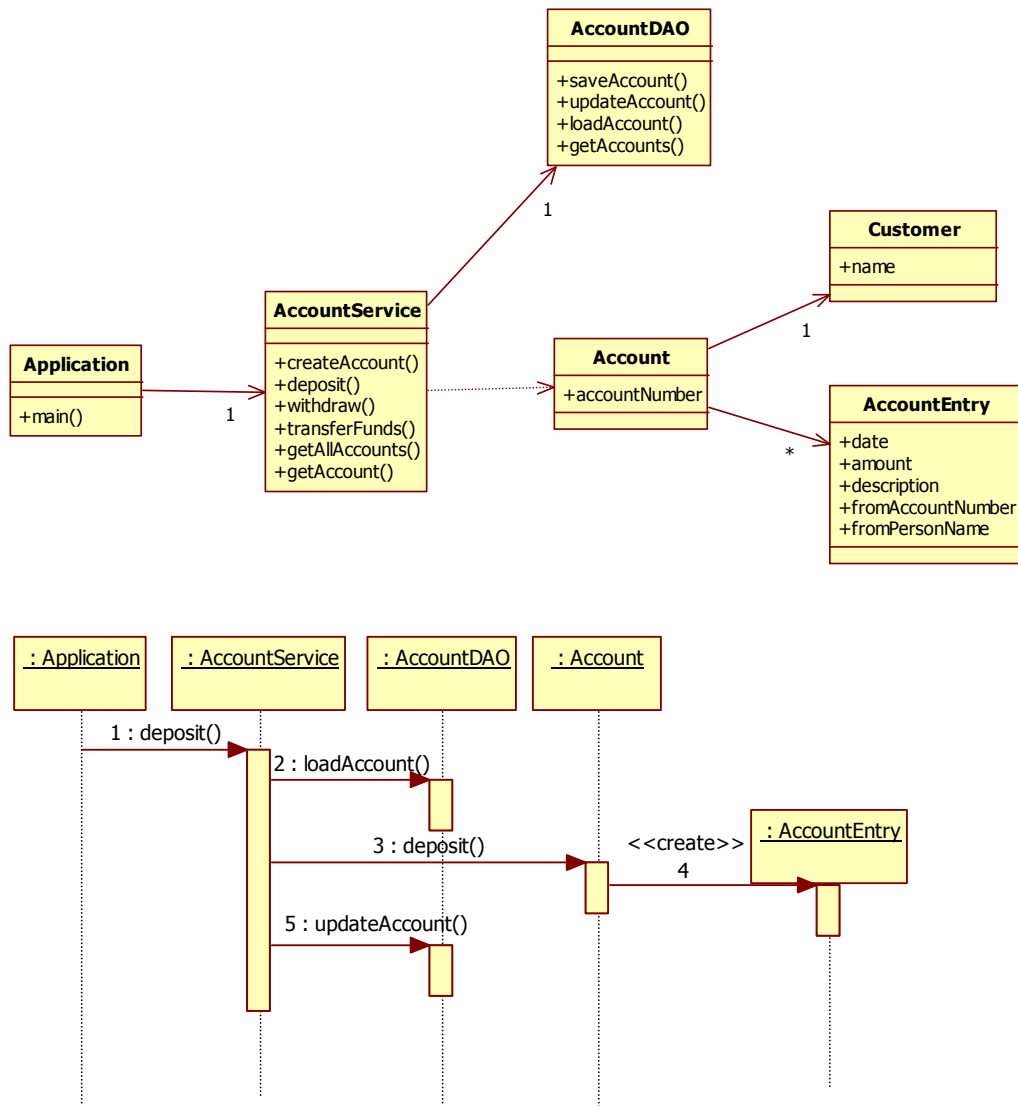 AccountDAO
+saveAccount()
+updateAccount()
+loadAccount()
+getAccounts()
1
Customer
+name
1
AccountService
+createAccount()
+deposit()
+withdraw()
+transferFunds()
+getAllAccounts()
+getAccount()
Application
+main()
1
Account
+accountNumber
AccountEntry
+date
+amount
+description
+fromAccountNumber
+fromPersonName
*
: Application
: AccountService
: AccountDAO
: Account
1 : deposit()
2 : loadAccount()
3 : deposit()
<<create>>
4
: AccountEntry
5 : updateAccount()